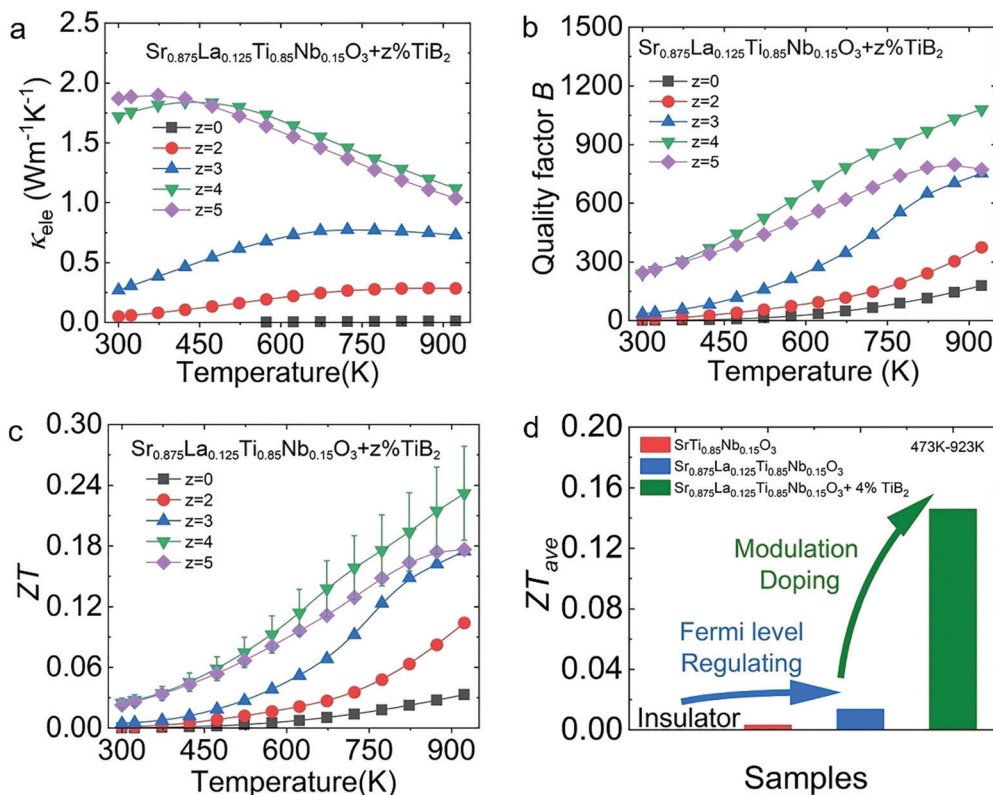 a
Sr0.875La0.125Ti0.85Nb0.15O3+z%TiB2
2.5
2.0
1.5
1.0
0.5
0.0
κele (Wm-1K-1)
z=0
z=2
z=3
z=4
z=5
300 450 600 750 900
Temperature(K)
b
Sr0.875La0.125Ti0.85Nb0.15O3+z%TiB2
1500
1200
900
600
300
0
Quality factor B
z=0
z=2
z=3
z=4
z=5
300 450 600 750 900
Temperature (K)
c
Sr0.875La0.125Ti0.85Nb0.15O3+z%TiB2
0.30
0.24
0.18
0.12
0.06
0.00
ZT
z=0
z=2
z=3
z=4
z=5
300 450 600 750 900
Temperature(K)
d
0.20
0.16
0.12
0.08
0.04
0.00
ZTave
SrTi0.85Nb0.15O3
473K-923K
Sr0.875La0.125Ti0.85Nb0.15O3
Sr0.875La0.125Ti0.85Nb0.15O3+ 4% TiB2
Modulation
Doping
Fermi level
Regulating
Insulator
Samples